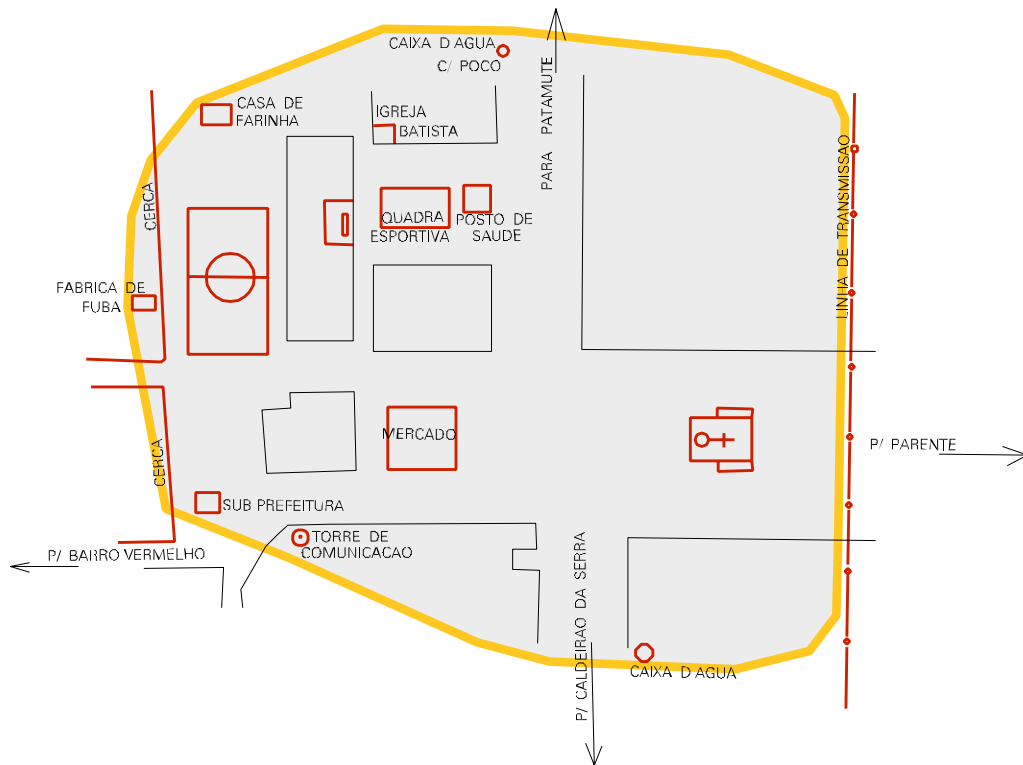 CAIXA D AGUA
C/ POCO
CASA DE
FARINHA
IGREJA
BATISTA
PARA PATAMUTE
LINHA DE TRANSMISSAO
CERCA
QUADRA
ESPORTIVA
POSTO DE
SAUDE
FABRICA DE
FUBA
MERCADO
P/ PARENTE
CERCA
SUB PREFEITURA
TORRE DE
COMUNICACAO
P/ BARRO VERMELHO
P/ CALDEIRAO DA SERRA
CAIXA D AGUA